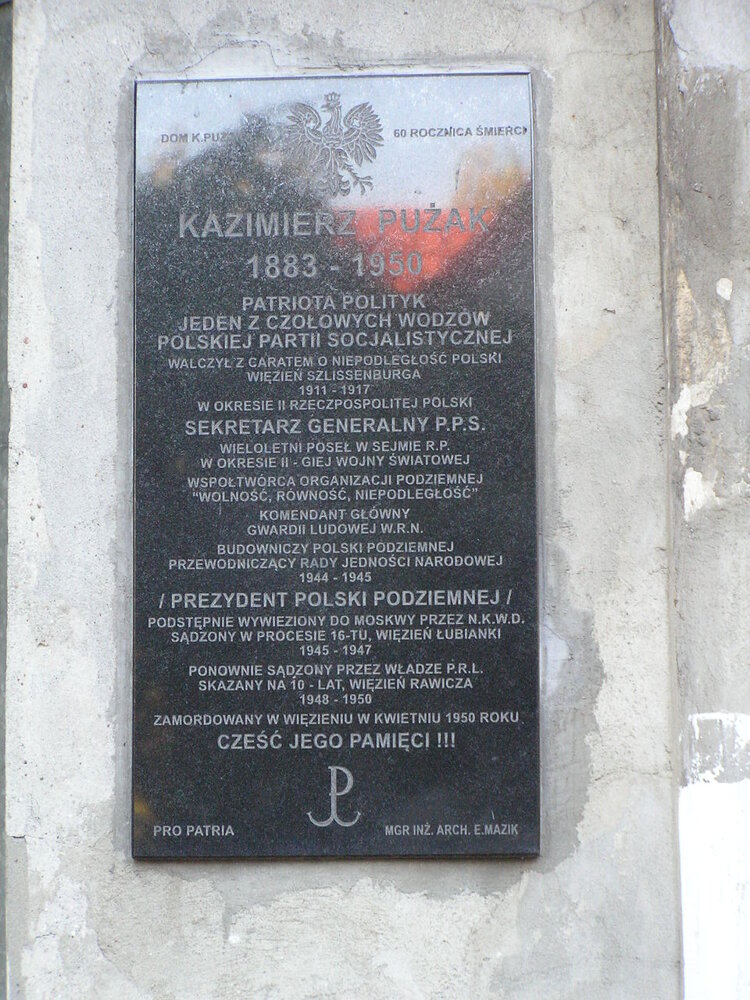 DOM K.PUŻ
60 ROCZNICA ŚMIERCI
KAZIMIERZ PUŻAK
1883 - 1950
PATRIOTA POLITYK
JEDEN Z CZOŁOWYCH WODZÓW
POLSKIEJ PARTII SOCJALISTYCZNEJ
WALCZYŁ Z CARATEM O NIEPODLEGŁOŚĆ POLSKI
WIĘZIEŃ SZLISSENBURGA
1911 - 1917
W OKRESIE II RZECZPOSPOLITEJ POLSKI
SEKRETARZ GENERALNY P.P.S.
WIELOLETNI POSEŁ W SEJMIE R.P.
W OKRESIE II - GIEJ WOJNY ŚWIATOWEJ
WSPÓŁTWÓRCA ORGANIZACJI PODZIEMNEJ
"WOLNOŚĆ, RÓWNOŚĆ, NIEPODLEGŁOŚĆ"
KOMENDANT GŁÓWNY
GWARDII LUDOWEJ W.R.N.
BUDOWNICZY POLSKI PODZIEMNEJ
PRZEWODNICZĄCY RADY JEDNOŚCI NARODOWEJ
1944 - 1945
/ PREZYDENT POLSKI PODZIEMNEJ /
PODSTĘPNIE WYWIEZIONY DO MOSKWY PRZEZ N.K.W.D.
SĄDZONY W PROCESIE 16-TU, WIĘZIEŃ ŁUBIANKI
1945 - 1947
PONOWNIE SĄDZONY PRZEZ WŁADZE P.R.L.
SKAZANY NA 10 - LAT, WIĘZIEŃ RAWICZA
1948 - 1950
ZAMORDOWANY W WIĘZIENIU W KWIETNIU 1950 ROKU
CZEŚĆ JEGO PAMIĘCI !!!
PRO PATRIA
MGR INŻ. ARCH. E.MAZIK